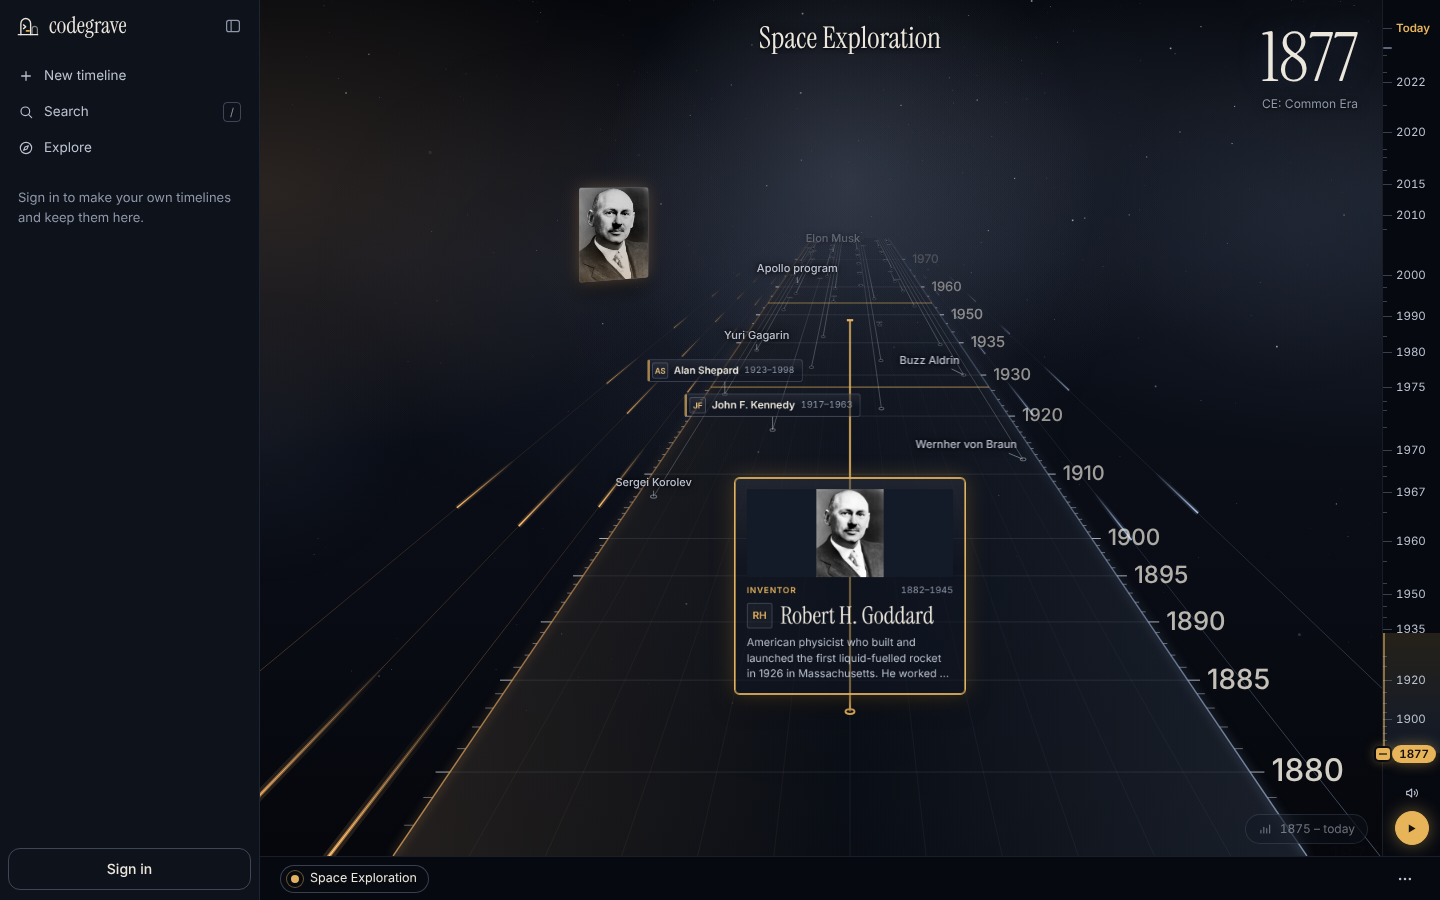 codegrave
New timeline
Search
/
Explore
Sign in to make your own timelines
and keep them here.
Sign in
Space Exploration
1877
CE: Common Era
Elon Musk
Apollo program
Yuri Gagarin
AS Alan Shepard 1923–1998
JF John F. Kennedy 1917–1963
Buzz Aldrin
Wernher von Braun
Sergei Korolev
INVENTOR 1882–1945
RH Robert H. Goddard
American physicist who built and
launched the first liquid-fuelled rocket
in 1926 in Massachusetts. He worked ...
1970
1960
1950
1935
1930
1975
1920
1910
1900
1895
1890
1885
1880
1875 – today
Today
2022
2020
2015
2010
2000
1990
1980
1970
1967
1960
1950
1935
1920
1900
1877
Space Exploration